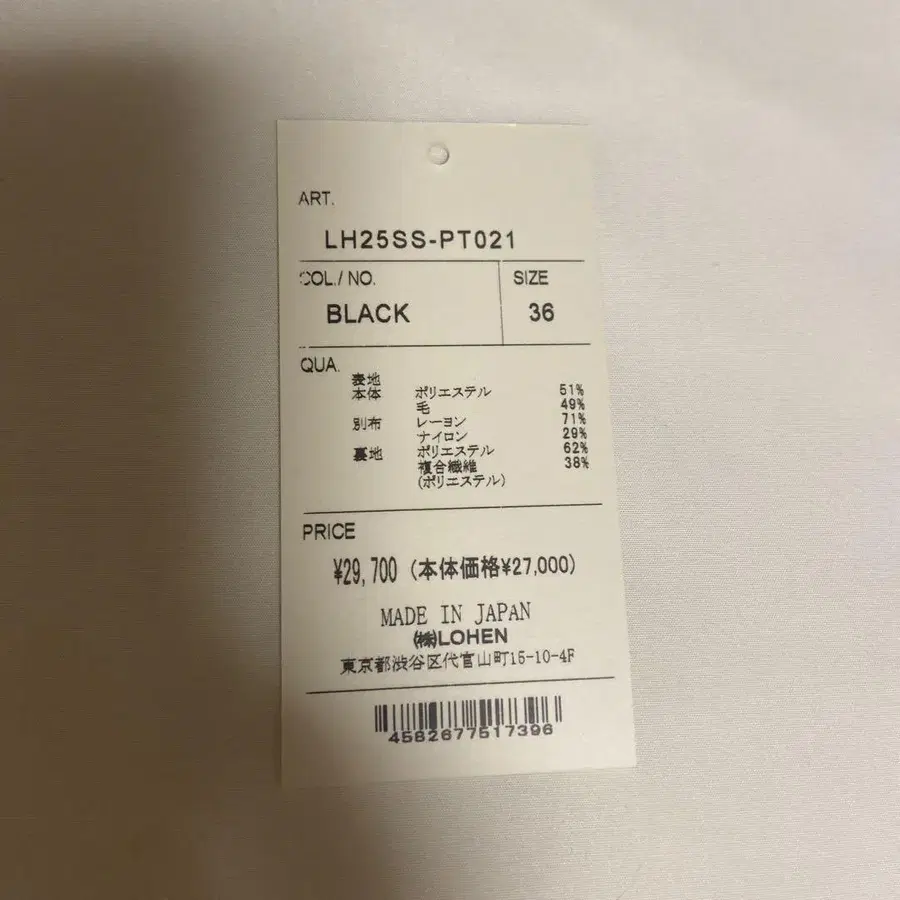 ART.
LH25SS-PT021
COL./NO. SIZE
BLACK 36
QUA.
表地
本体 ポリエステル 51%
毛 49%
別布 レーヨン 71%
ナイロン 29%
裏地 ポリエステル 62%
複合繊維 38%
(ポリエステル)
PRICE
¥29,700 (本体価格¥27,000)
MADE IN JAPAN
㈱LOHEN
東京都渋谷区代官山町15-10-4F
4582677517396